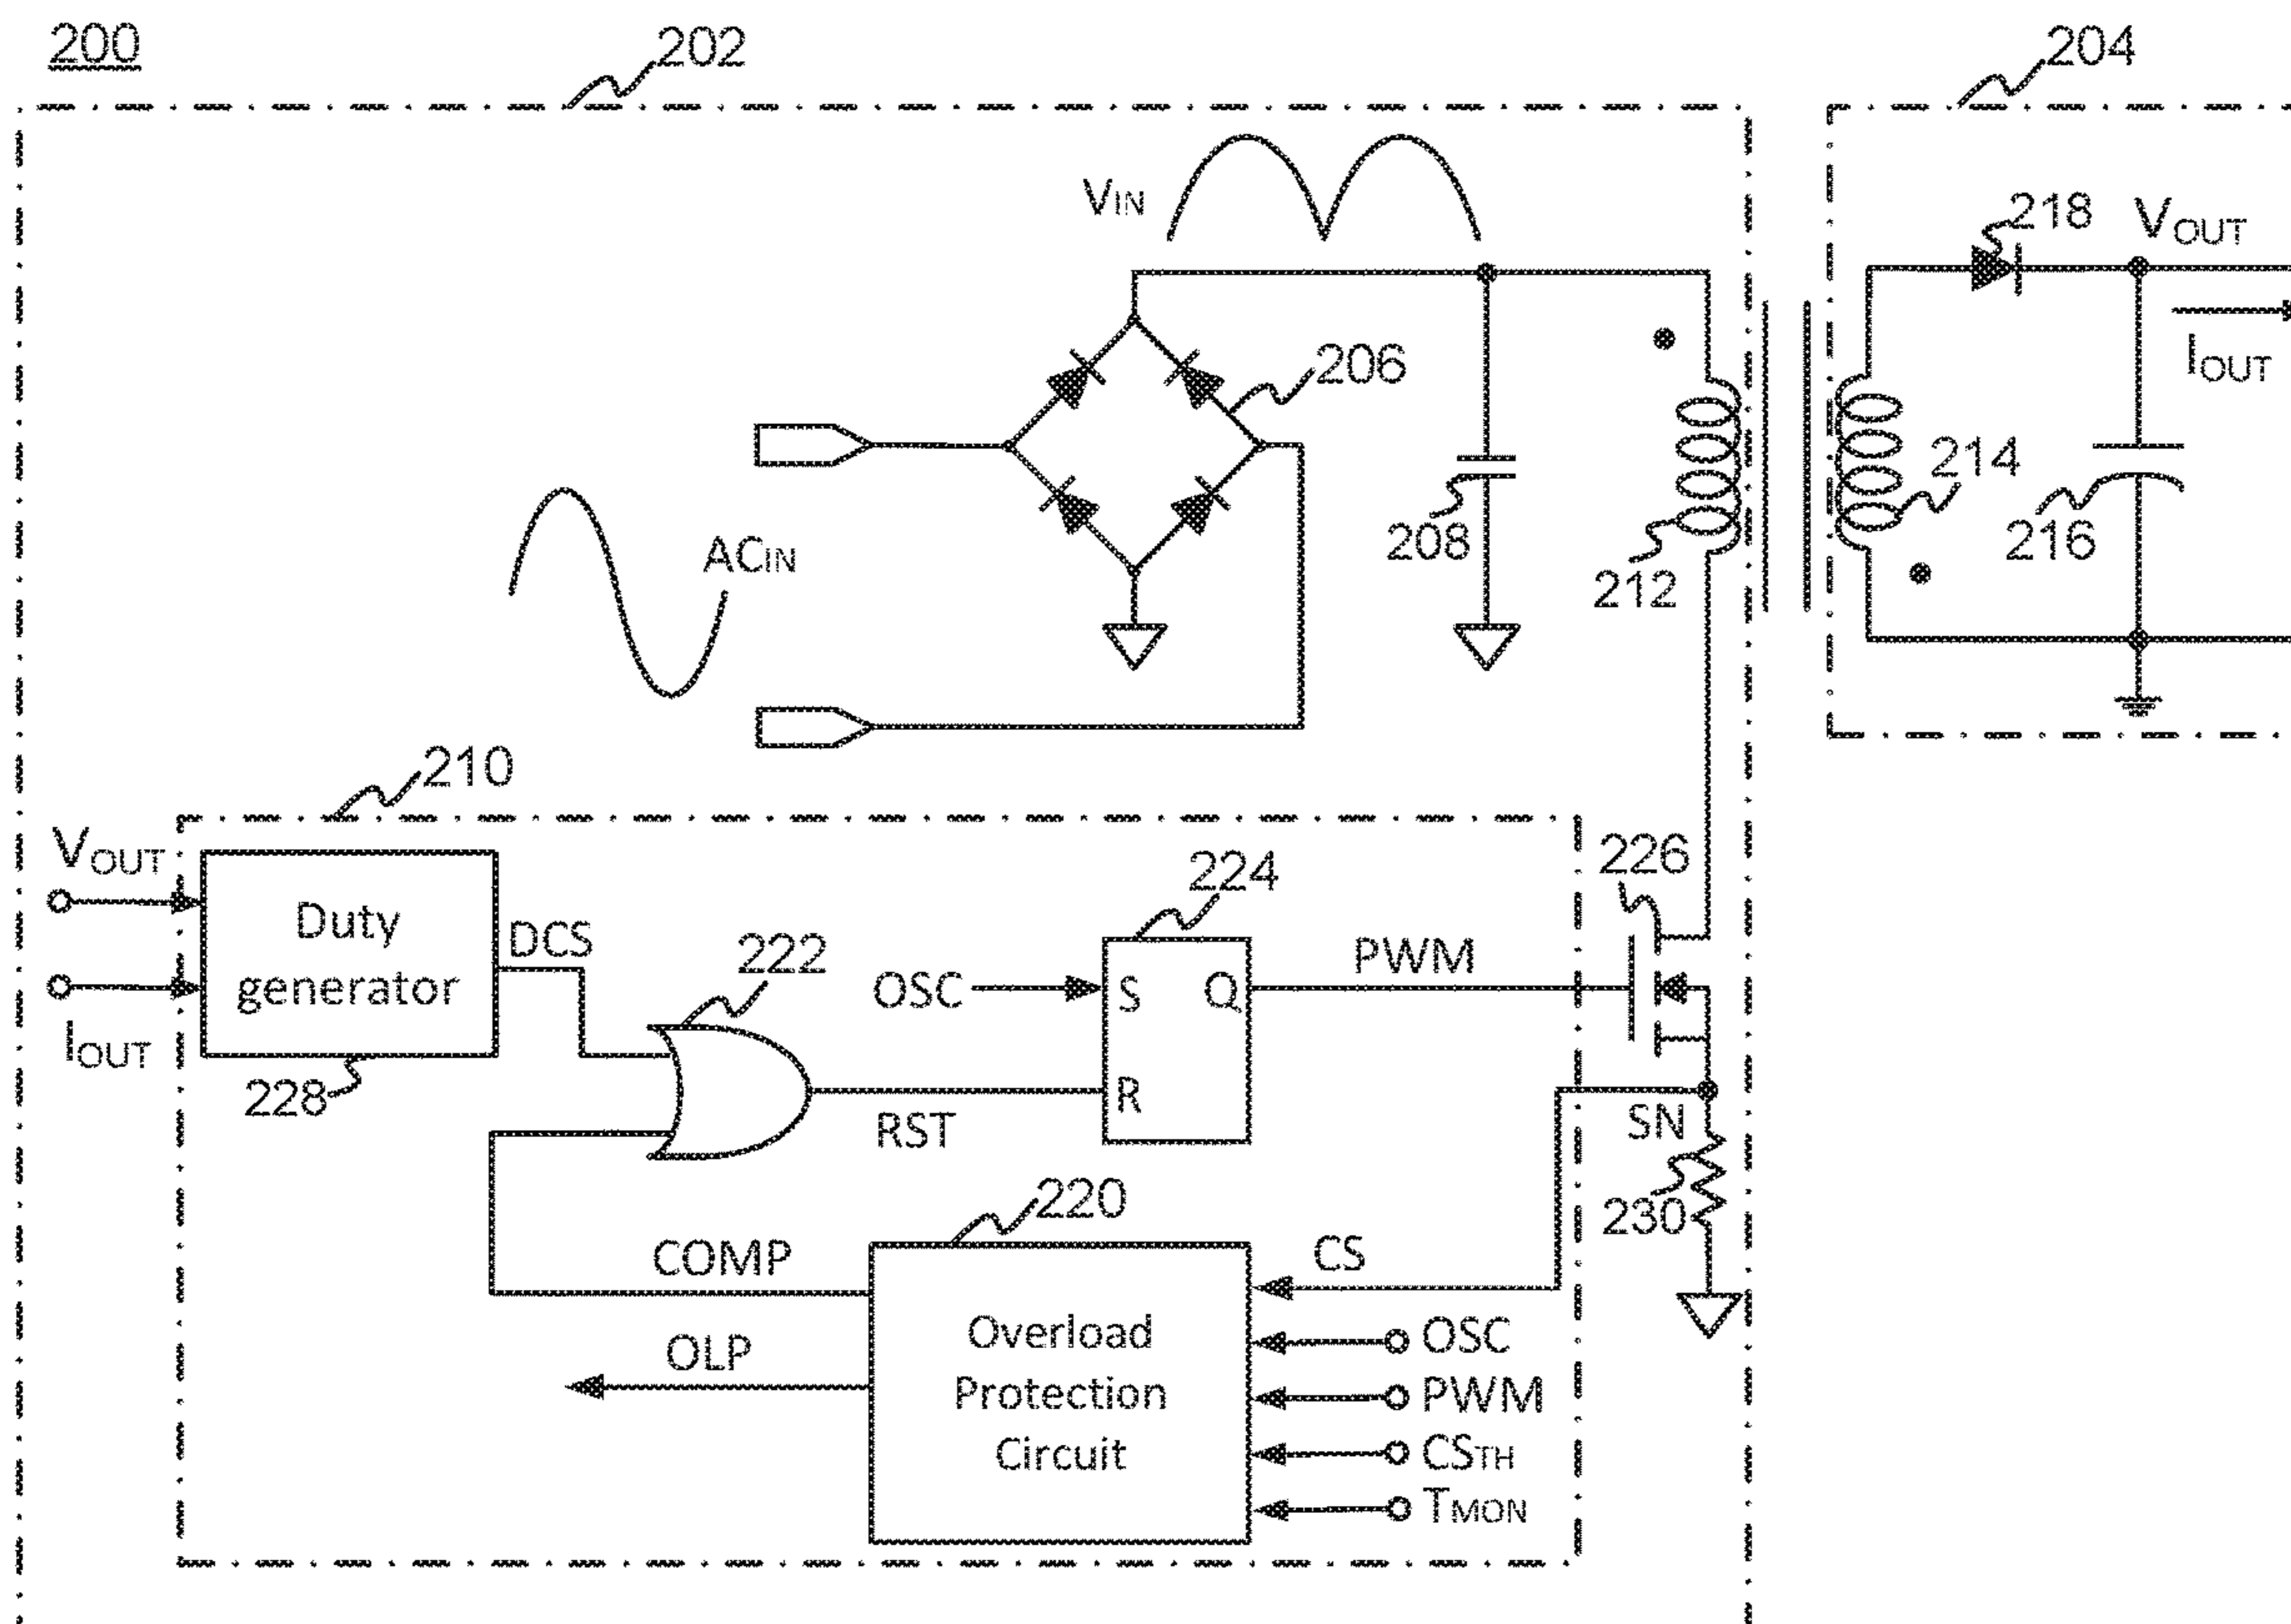 200
202
204
VIN
218
VOUT
IOUT
206
ACIN
208
212
214
216
210
VOUT
IOUT
Duty
generator
228
DCS
222
OSC
224
S
Q
R
PWM
226
RST
SN
230
220
COMP
OLP
Overload
Protection
Circuit
CS
OSC
PWM
CSTH
TMON